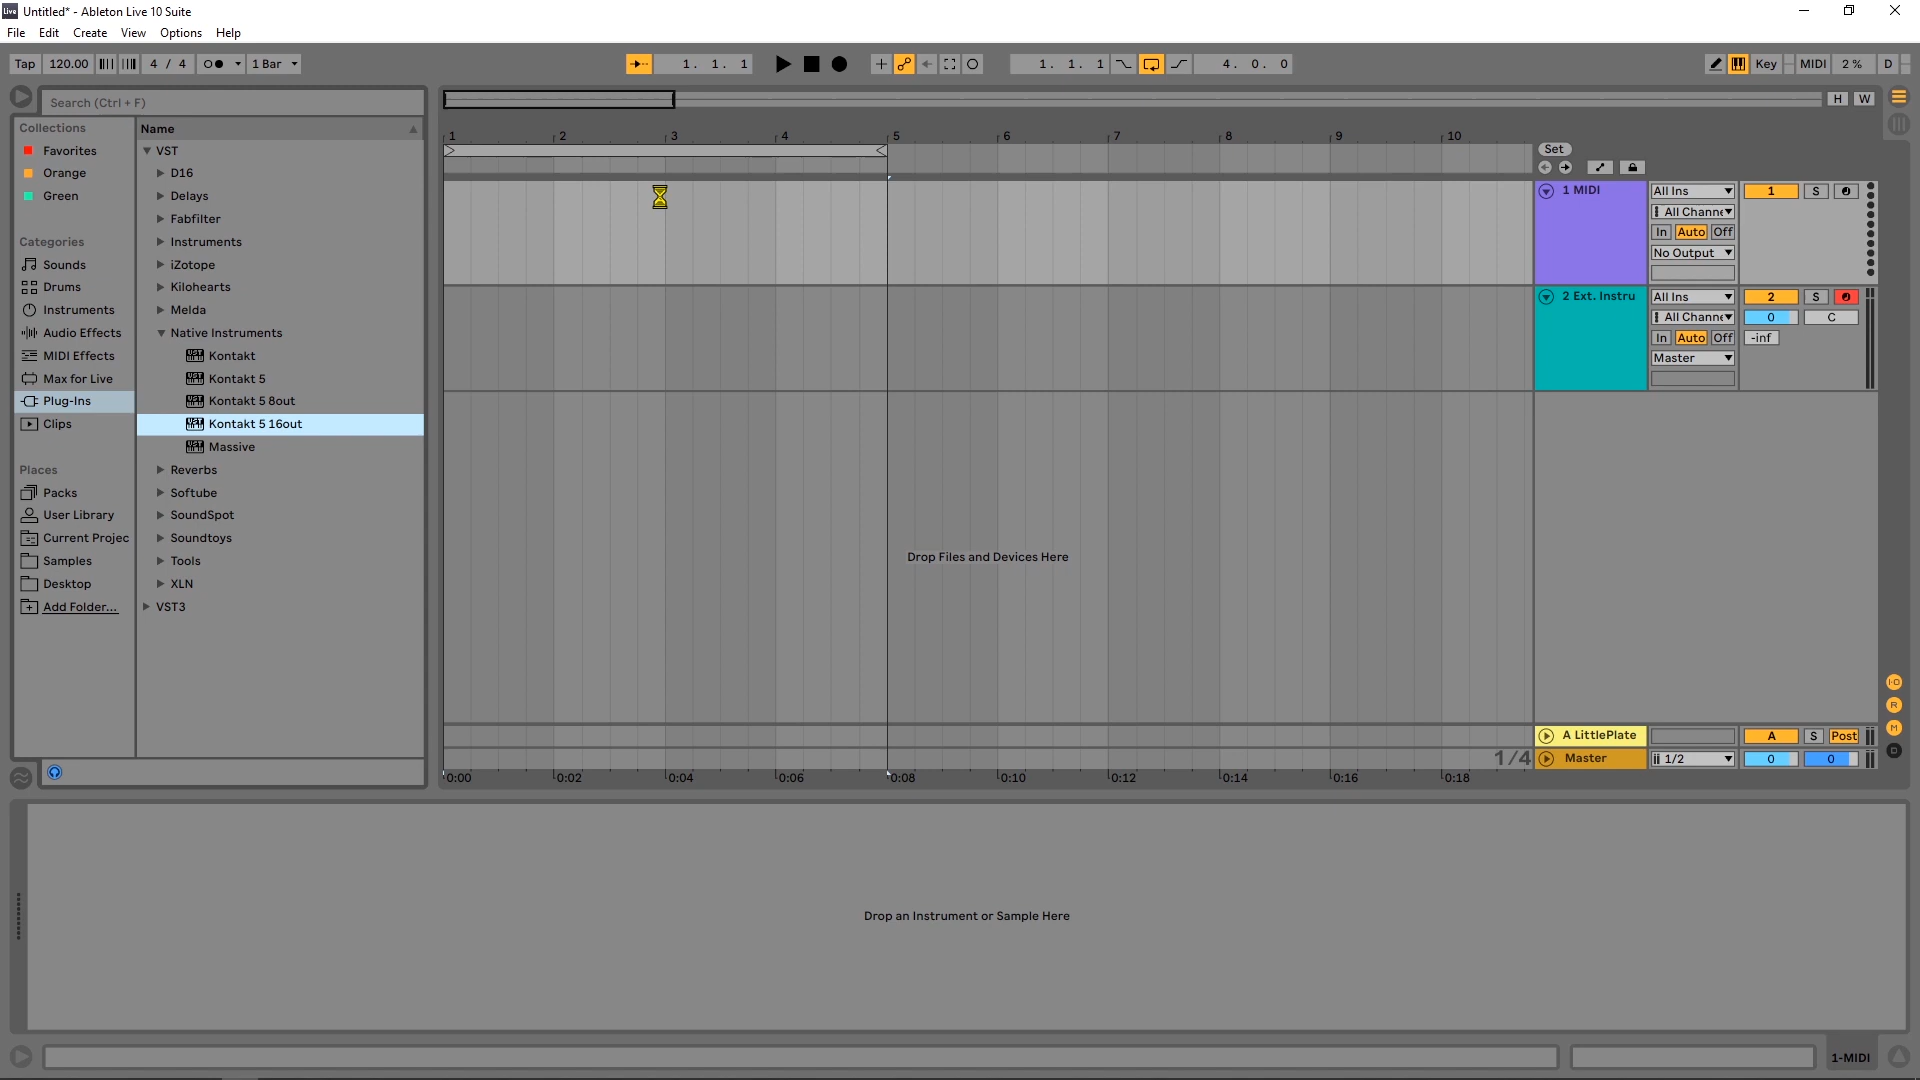 Live Untitled* - Ableton Live 10 Suite
File Edit Create View Options Help
Tap 120.00 4 / 4 1 Bar 1. 1. 1 1. 1. 1 4. 0. 0 Key MIDI 2 % D
Search (Ctrl + F)
H W
Collections
Favorites
Orange
Green
Categories
Sounds
Drums
Instruments
Audio Effects
MIDI Effects
Max for Live
Plug-Ins
Clips
Places
Packs
User Library
Current Projec
Samples
Desktop
Add Folder...
Name
VST
D16
Delays
Fabfilter
Instruments
iZotope
Kilohearts
Melda
Native Instruments
Kontakt
Kontakt 5
Kontakt 5 8out
Kontakt 5 16out
Massive
Reverbs
Softube
SoundSpot
Soundtoys
Tools
XLN
VST3
1 2 3 4 5 6 7 8 9 10
Set
1 MIDI All Ins 1 S
All Channe
In Auto Off
No Output
2 Ext. Instru All Ins 2 S
All Channe 0 C
In Auto Off -inf
Master
Drop Files and Devices Here
I·O
R
M
D
A LittlePlate A S Post
1/4 Master 1/2 0 0
0:00 0:02 0:04 0:06 0:08 0:10 0:12 0:14 0:16 0:18
Drop an Instrument or Sample Here
1-MIDI